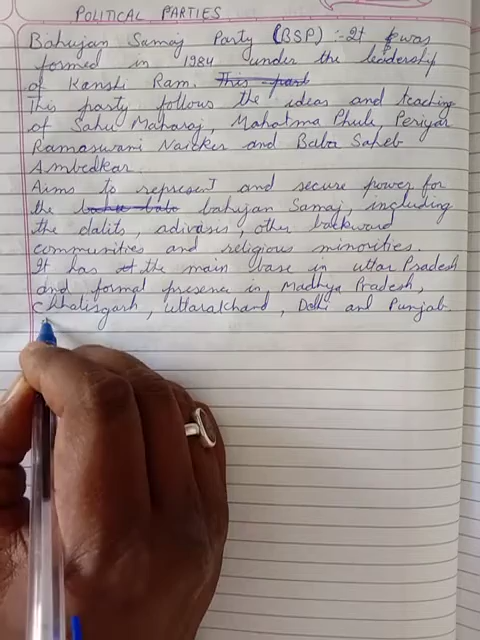 POLITICAL PARTIES
Bahujan Samaj Party (BSP) :- It was
formed in 1984 under the leadership
of Kanshi Ram. This part
This party follows the ideas and teaching
of Sahu Maharaj, Mahatma Phule, Periyar
Ramaswani Naicker and Baba Saheb
Ambedkar.
Aims to represent and secure power for
the bahujan Samaj, including
the dalits, adivasis, other backward
communities and religious minorities.
It has the main base in uttar Pradesh
and formal presence in, Madhya Pradesh,
Chhatisgarh, uttarakhand, Delhi and Punjab